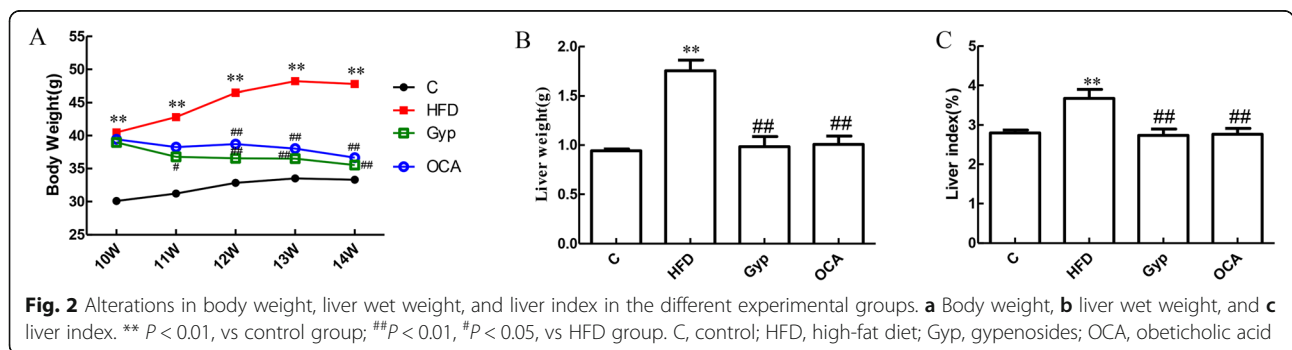 A
Body Weight(g)
55
50
45
40
35
30
25
** ** ** ** **
## ## ##
# ## ## ##
10W 11W 12W 13W 14W
C
HFD
Gyp
OCA
B
Liver weight(g)
2.0
1.5
1.0
0.5
0.0
**
## ##
C HFD Gyp OCA
C
Liver index(%)
5
4
3
2
1
0
**
## ##
C HFD Gyp OCA
Fig. 2 Alterations in body weight, liver wet weight, and liver index in the different experimental groups. a Body weight, b liver wet weight, and c
liver index. ** P < 0.01, vs control group; ##P < 0.01, #P < 0.05, vs HFD group. C, control; HFD, high-fat diet; Gyp, gypenosides; OCA, obeticholic acid